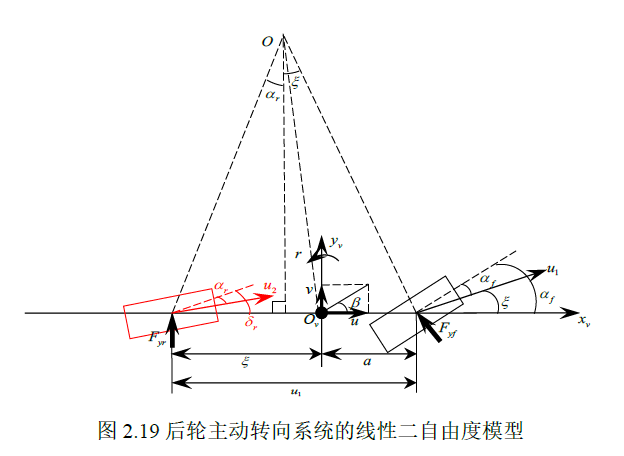 O
α_r ξ
y_v
r
α_r u_2 v α_f u_1
β ξ α_f
δ_r
F_yr O_v u F_yf x_v
ξ a
u_1
图 2.19 后轮主动转向系统的线性二自由度模型